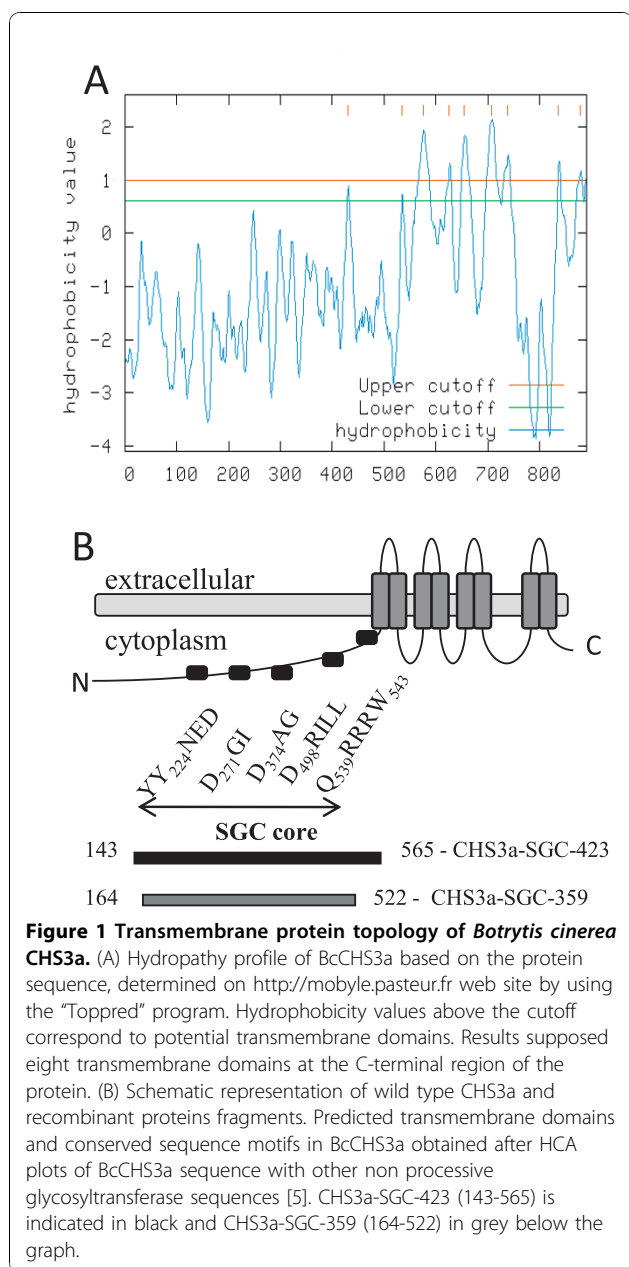 A
hydrophobicity value
2
1
0
-1
-2
-3
-4
Upper cutoff
Lower cutoff
hydrophobicity
0 100 200 300 400 500 600 700 800
B
extracellular
cytoplasm
N
C
YY224NED
D271GI
D374AG
D498RILL
Q539RRRW543
SGC core
143 565 - CHS3a-SGC-423
164 522 - CHS3a-SGC-359
Figure 1 Transmembrane protein topology of Botrytis cinerea
CHS3a. (A) Hydropathy profile of BcCHS3a based on the protein
sequence, determined on http://mobyle.pasteur.fr web site by using
the “Toppred” program. Hydrophobicity values above the cutoff
correspond to potential transmembrane domains. Results supposed
eight transmembrane domains at the C-terminal region of the
protein. (B) Schematic representation of wild type CHS3a and
recombinant proteins fragments. Predicted transmembrane domains
and conserved sequence motifs in BcCHS3a obtained after HCA
plots of BcCHS3a sequence with other non processive
glycosyltransferase sequences [5]. CHS3a-SGC-423 (143-565) is
indicated in black and CHS3a-SGC-359 (164-522) in grey below the
graph.